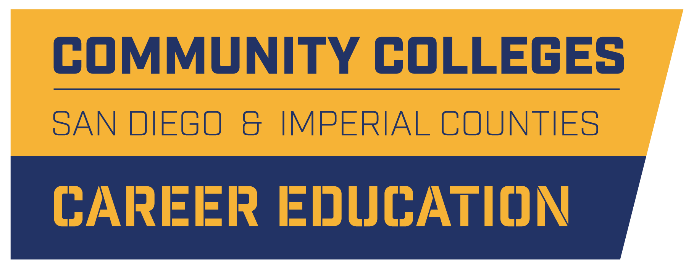 COMMUNITY COLLEGES
SAN DIEGO & IMPERIAL COUNTIES
CAREER EDUCATION